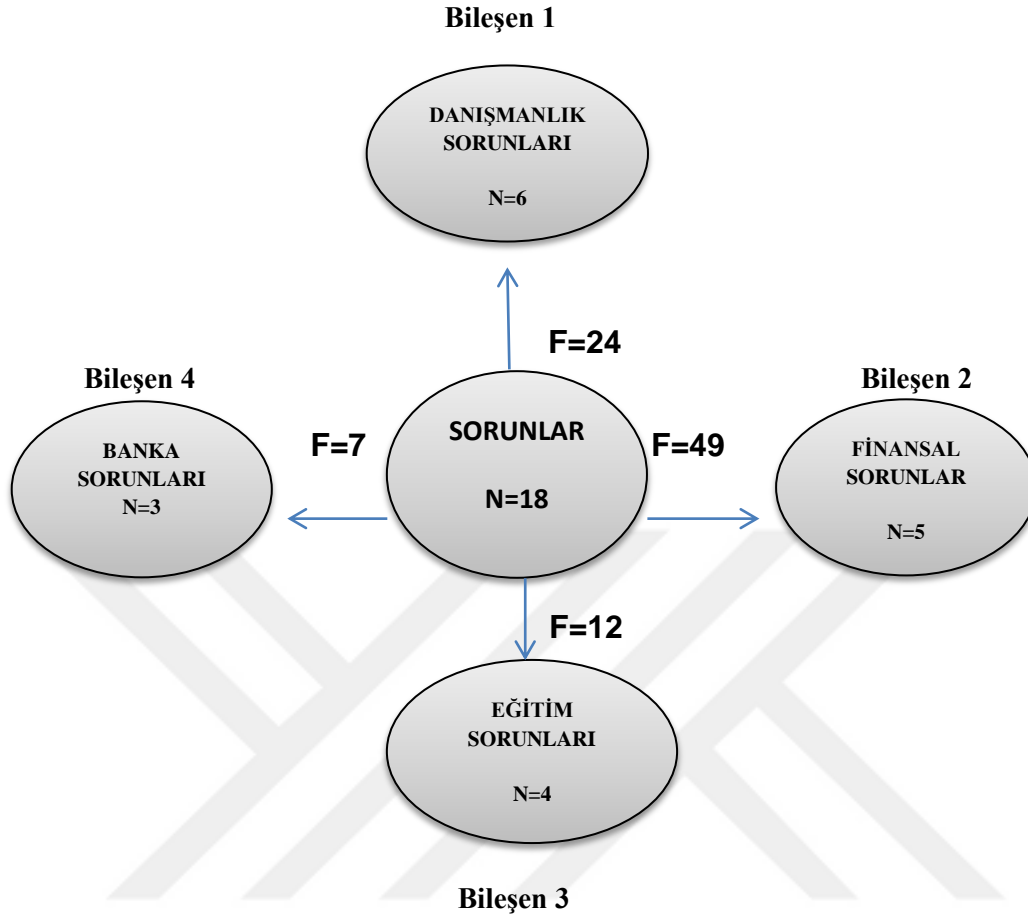 Bileşen 1
DANIŞMANLIK
SORUNLARI
N=6
F=24
Bileşen 4
Bileşen 2
BANKA
SORUNLARI
N=3
F=7
SORUNLAR
N=18
F=49
FİNANSAL
SORUNLAR
N=5
F=12
EĞİTİM
SORUNLARI
N=4
Bileşen 3